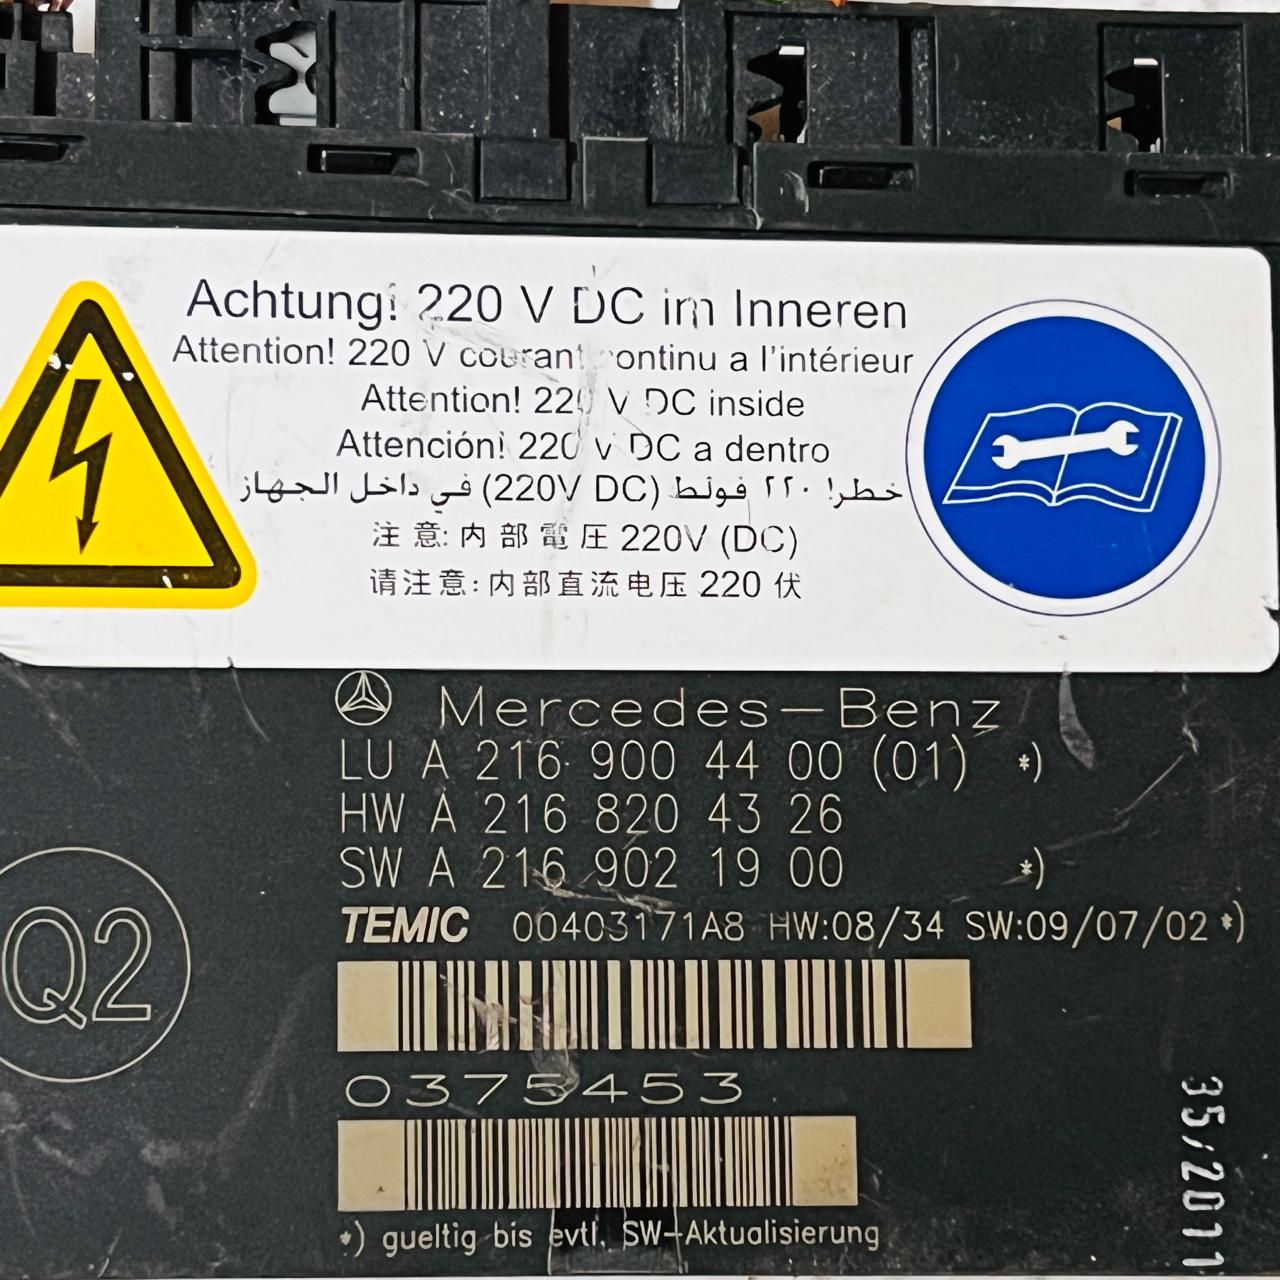 Achtung! 220 V DC im Inneren
Attention! 220 V courant continu a l'intérieur
Attention! 220 V DC inside
Attención! 220 V DC a dentro
خطر! ٢٢٠ فولط (220V DC) في داخل الجهاز
注意: 内部電圧 220V (DC)
请注意: 内部直流电压 220 伏
Mercedes-Benz
LU A 216 900 44 00 (01) *)
HW A 216 820 43 26
SW A 216 902 19 00 *)
TEMIC 00403171A8 HW:08/34 SW:09/07/02 *)
Q2
0375453
35/2011
*) gueltig bis evtl. SW-Aktualisierung